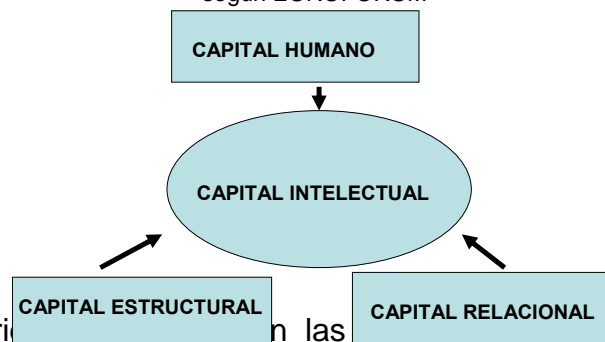 CAPITAL HUMANO
CAPITAL INTELECTUAL
CAPITAL ESTRUCTURAL
CAPITAL RELACIONAL
las